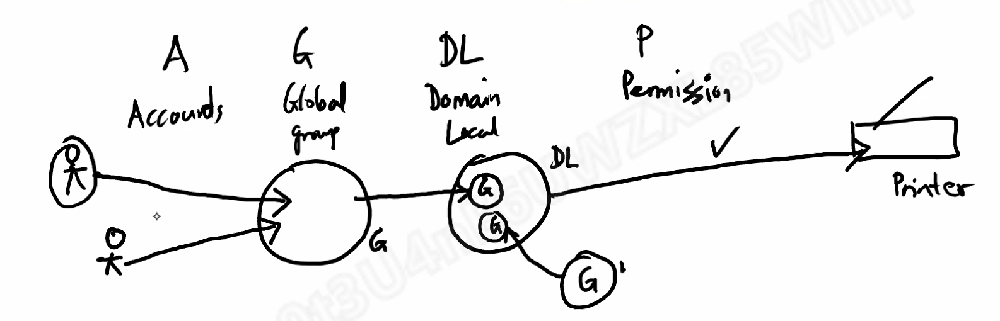 A
G
DL
P
Accounts
Global
group
Domain
Local
Permission
DL
G
G
G
G
Printer